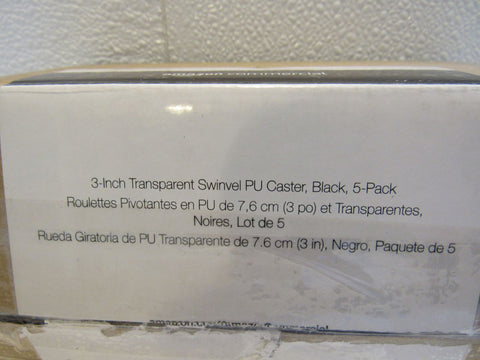 amazon commercial
3-Inch Transparent Swinvel PU Caster, Black, 5-Pack
Roulettes Pivotantes en PU de 7,6 cm (3 po) et Transparentes,
Noires, Lot de 5
Rueda Giratoria de PU Transparente de 7.6 cm (3 in), Negro, Paquete de 5